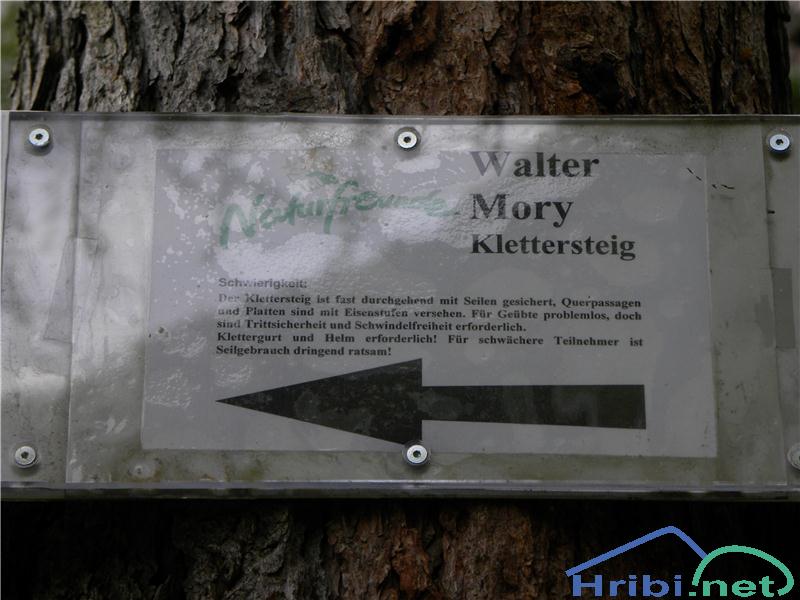 Walter
Naturfreunde
Mory
Klettersteig
Schwierigkeit:
Der Klettersteig ist fast durchgehend mit Seilen gesichert, Querpassagen
und Platten sind mit Eisenstufen versehen. Für Geübte problemlos, doch
sind Trittsicherheit und Schwindelfreiheit erforderlich.
Klettergurt und Helm erforderlich! Für schwächere Teilnehmer ist
Seilgebrauch dringend ratsam!
Hribi.net